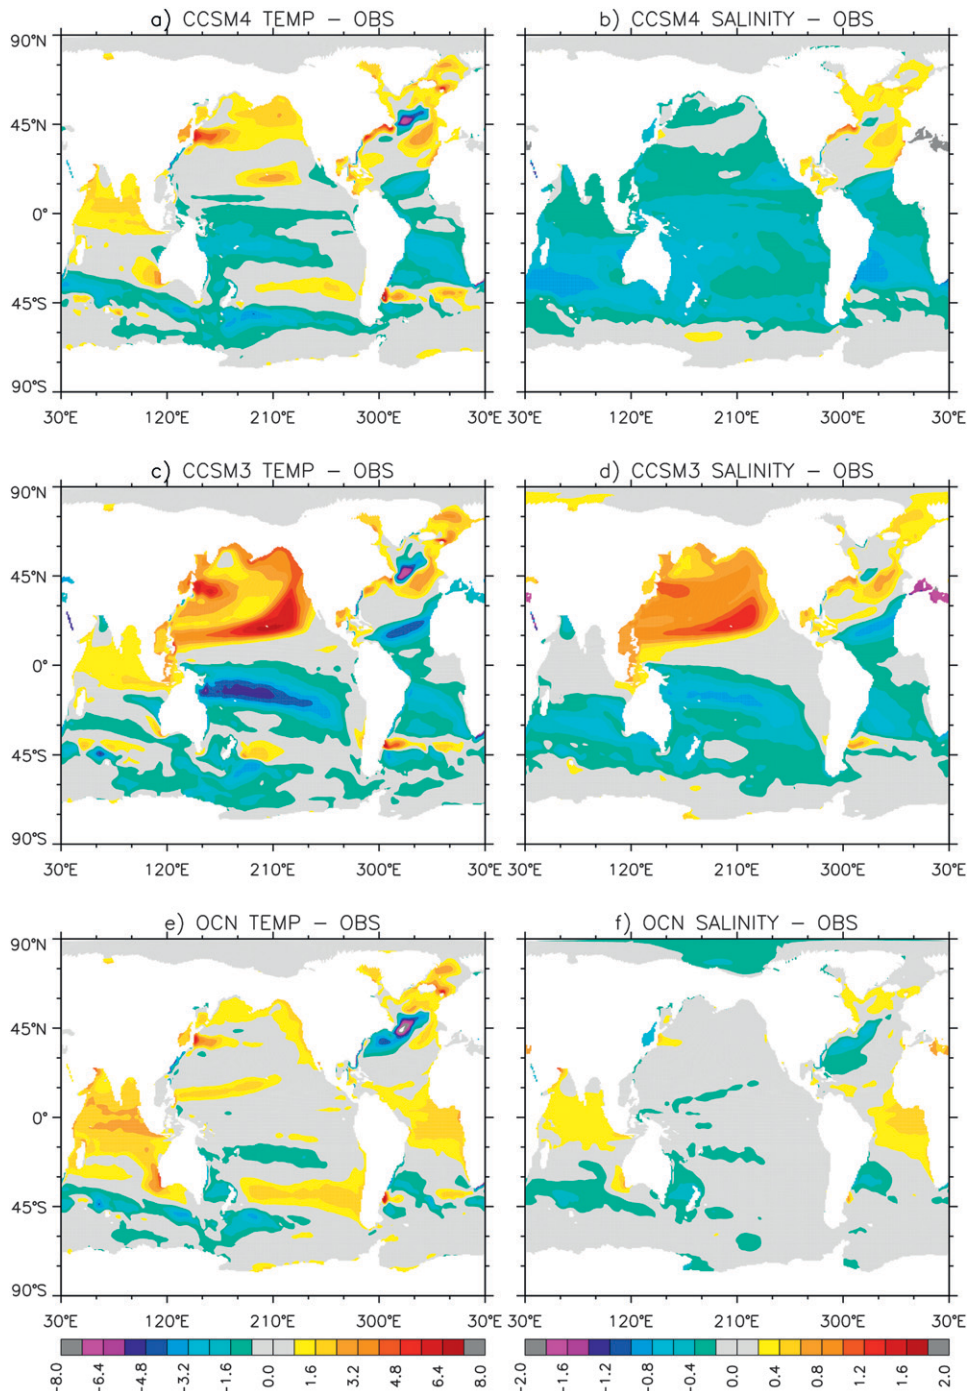 a) CCSM4 TEMP – OBS
b) CCSM4 SALINITY – OBS
90°N
45°N
0°
45°S
90°S
30°E 120°E 210°E 300°E 30°E
30°E 120°E 210°E 300°E 30°E
c) CCSM3 TEMP – OBS
d) CCSM3 SALINITY – OBS
90°N
45°N
0°
45°S
90°S
30°E 120°E 210°E 300°E 30°E
30°E 120°E 210°E 300°E 30°E
e) OCN TEMP – OBS
f) OCN SALINITY – OBS
90°N
45°N
0°
45°S
90°S
30°E 120°E 210°E 300°E 30°E
30°E 120°E 210°E 300°E 30°E
-8.0 -6.4 -4.8 -3.2 -1.6 0.0 1.6 3.2 4.8 6.4 8.0
-2.0 -1.6 -1.2 -0.8 -0.4 0.0 0.4 0.8 1.2 1.6 2.0